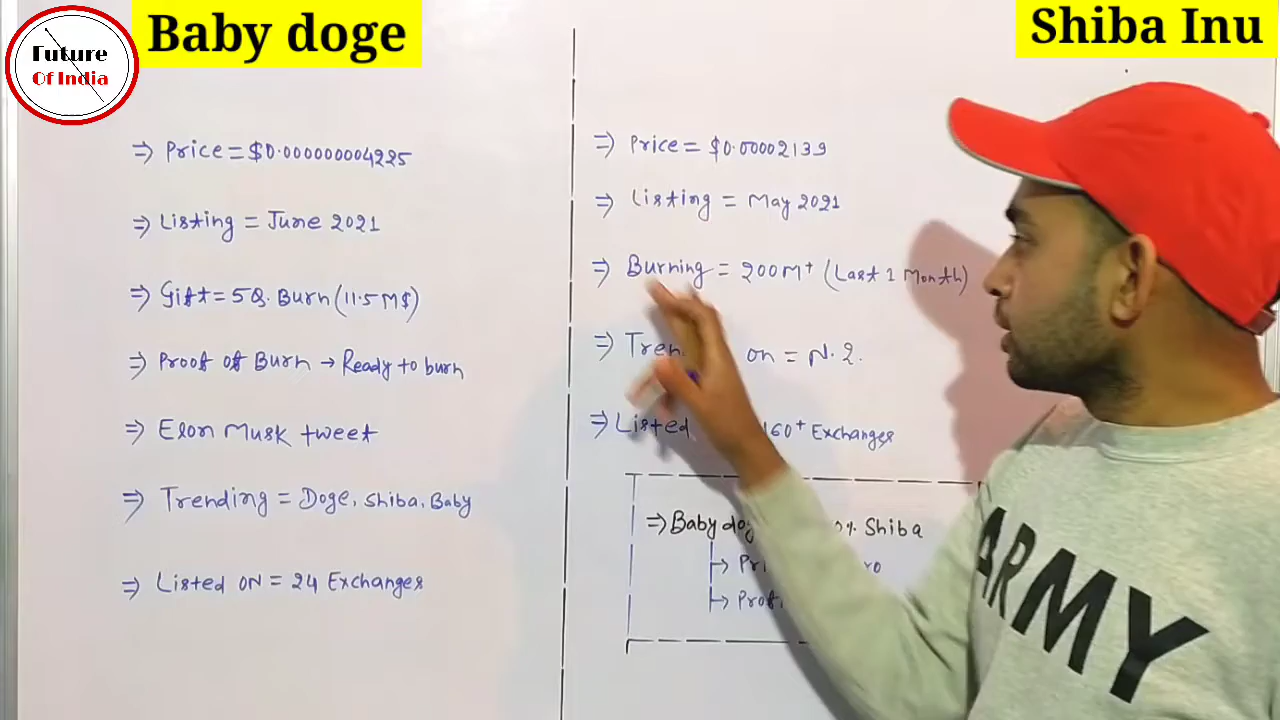 Baby doge
Shiba Inu
Future
Of India
⇒ Price = $0.000000004225
⇒ Listing = June 2021
⇒ Gift = 5Q. Burn (11.5 M$)
⇒ Proof of Burn → Ready to burn
⇒ Elon Musk tweet
⇒ Trending = Doge, Shiba, Baby
⇒ Listed on = 24 Exchanges
⇒ Price = $0.00002139
⇒ Listing = May 2021
⇒ Burning = 200M+ (Last 1 Month)
⇒ on = N.2.
⇒ Listed 160+ Exchanges
⇒ Baby % Shiba
ARMY